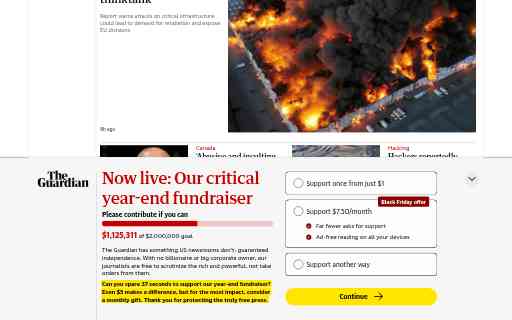 thinktank
Report warns attacks on critical infrastructure
could lead to demand for retaliation and expose
EU divisions
9h ago
Canada
'Abusive and insulting
Hacking
Hackers reportedly
The
Guardian
Now live: Our critical
year-end fundraiser
Please contribute if you can
$1,125,311 of $2,000,000 goal
The Guardian has something US newsrooms don't- guaranteed
independence. With no billionaire or big corporate owner, our
journalists are free to scrutinize the rich and powerful, not take
orders from them.
Can you spare 37 seconds to support our year-end fundraiser?
Even $5 makes a difference, but for the most impact, consider
a monthly gift. Thank you for protecting the truly free press.
Support once from just $1
Black Friday offer
Support $7.50/month
Far fewer asks for support
Ad-free reading on all your devices
Support another way
Continue →